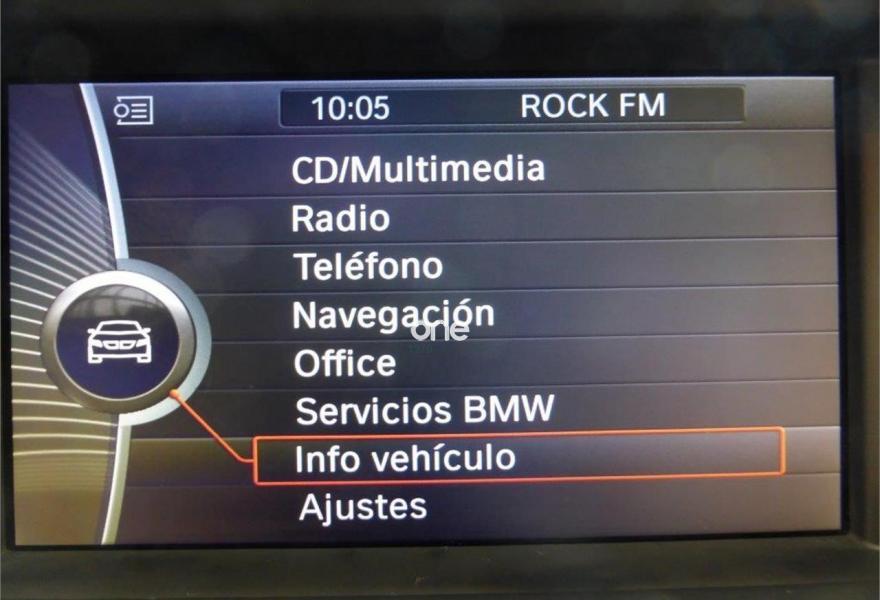 10:05 ROCK FM
CD/Multimedia
Radio
Teléfono
Navegación
one
Office
Servicios BMW
Info vehículo
Ajustes